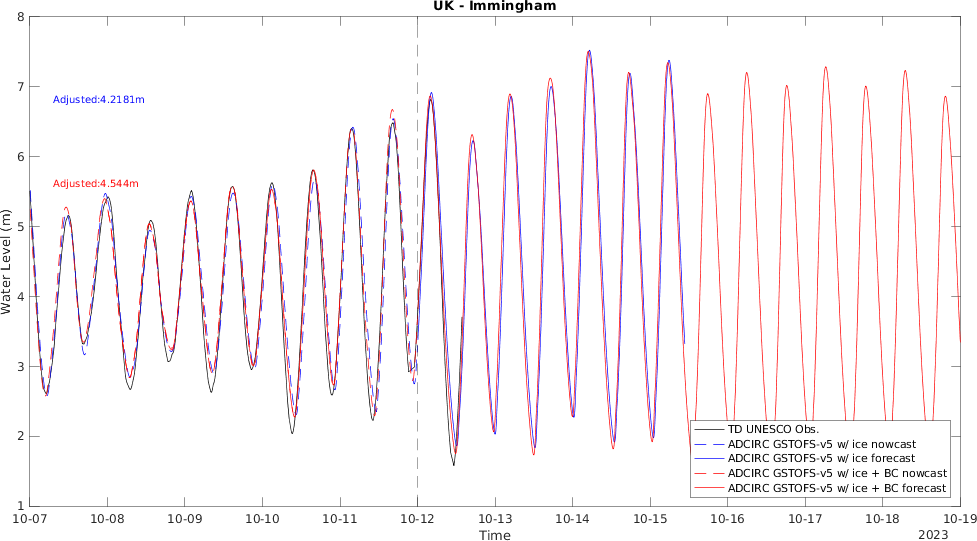 UK - Immingham
8
7
6
5
4
3
2
1
Water Level (m)
Adjusted:4.2181m
Adjusted:4.544m
TD UNESCO Obs.
ADCIRC GSTOFS-v5 w/ ice nowcast
ADCIRC GSTOFS-v5 w/ ice forecast
ADCIRC GSTOFS-v5 w/ ice + BC nowcast
ADCIRC GSTOFS-v5 w/ ice + BC forecast
10-07 10-08 10-09 10-10 10-11 10-12 10-13 10-14 10-15 10-16 10-17 10-18 10-19
Time
2023